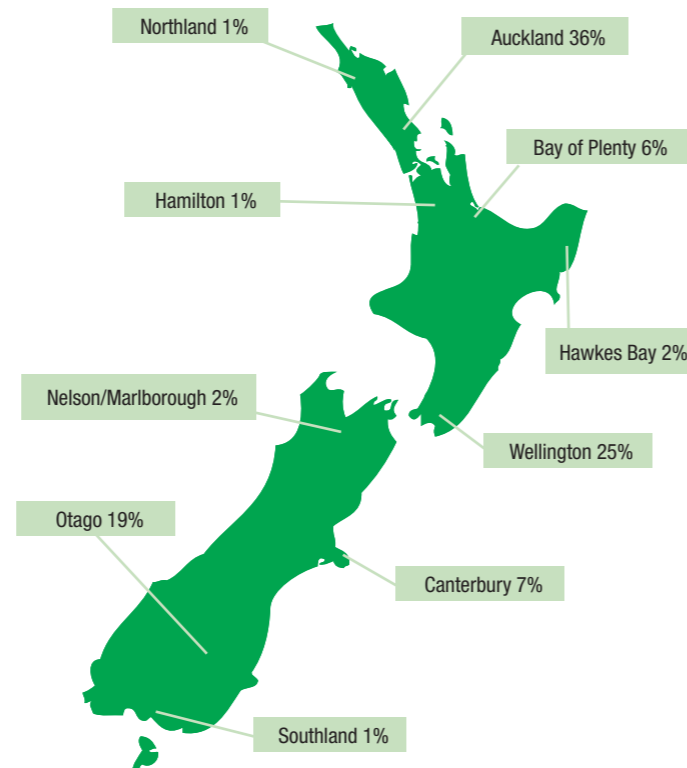 Northland 1%
Auckland 36%
Bay of Plenty 6%
Hamilton 1%
Hawkes Bay 2%
Nelson/Marlborough 2%
Wellington 25%
Otago 19%
Canterbury 7%
Southland 1%